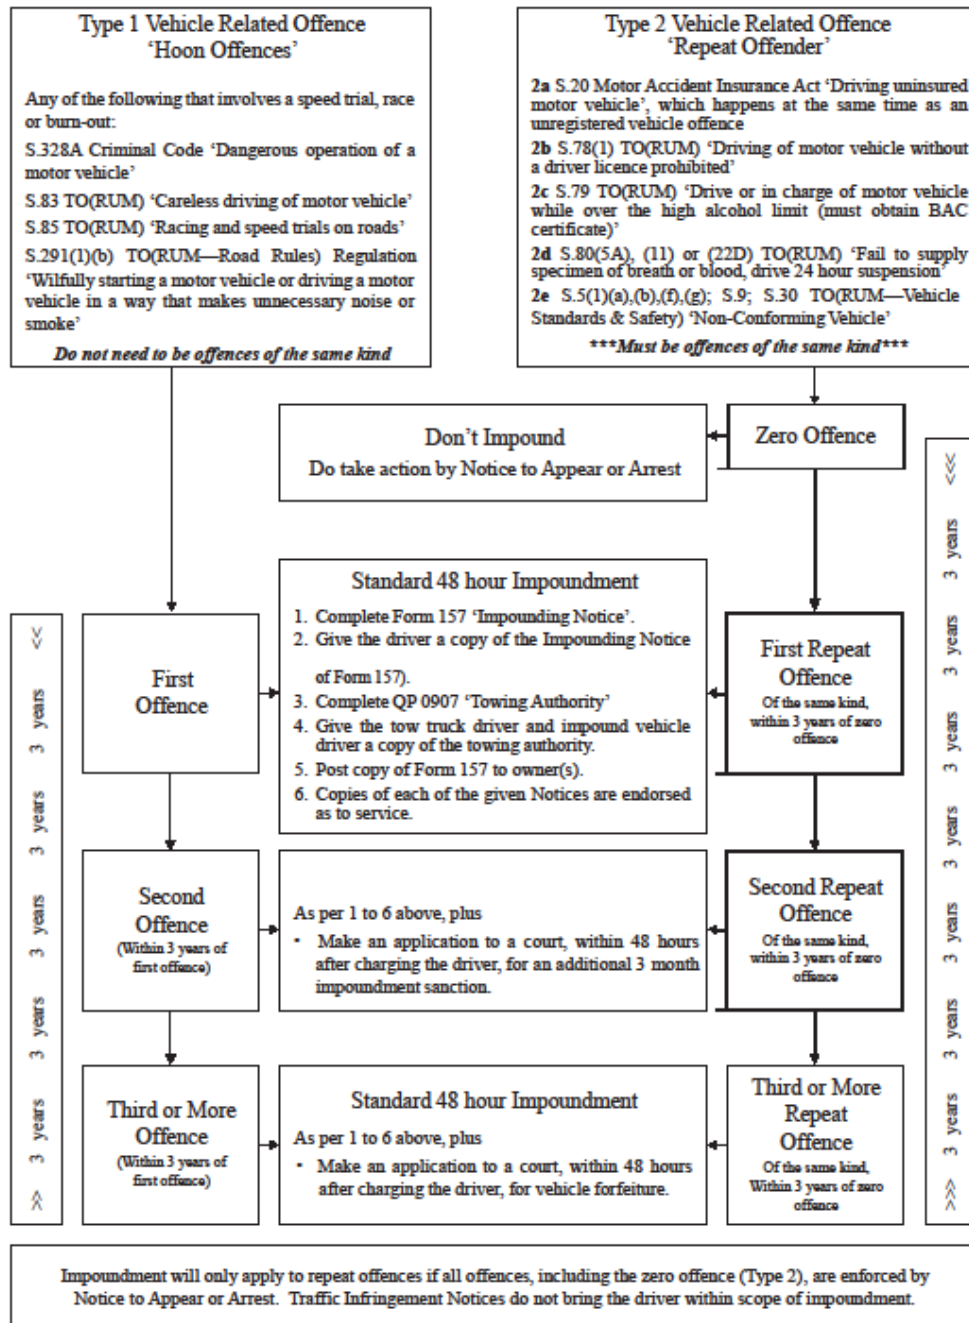 Type 1 Vehicle Related Offence
‘Hoon Offences’
Any of the following that involves a speed trial, race
or burn-out:
S.328A Criminal Code ‘Dangerous operation of a
motor vehicle’
S.83 TO(RUM) ‘Careless driving of motor vehicle’
S.85 TO(RUM) ‘Racing and speed trials on roads’
S.291(1)(b) TO(RUM—Road Rules) Regulation
‘Wilfully starting a motor vehicle or driving a motor
vehicle in a way that makes unnecessary noise or
smoke’
Do not need to be offences of the same kind
Type 2 Vehicle Related Offence
‘Repeat Offender’
2a S.20 Motor Accident Insurance Act ‘Driving uninsured
motor vehicle’, which happens at the same time as an
unregistered vehicle offence
2b S.78(1) TO(RUM) ‘Driving of motor vehicle without
a driver licence prohibited’
2c S.79 TO(RUM) ‘Drive or in charge of motor vehicle
while over the high alcohol limit (must obtain BAC
certificate)’
2d S.80(5A), (11) or (22D) TO(RUM) ‘Fail to supply
specimen of breath or blood, drive 24 hour suspension’
2e S.5(1)(a),(b),(f),(g); S.9; S.30 TO(RUM—Vehicle
Standards & Safety) ‘Non-Conforming Vehicle’
***Must be offences of the same kind***
Don’t Impound
Do take action by Notice to Appear or Arrest
Zero Offence
<< 3 years 3 years 3 years 3 years 3 years >>
First
Offence
Standard 48 hour Impoundment
1. Complete Form 157 ‘Impounding Notice’.
2. Give the driver a copy of the Impounding Notice
of Form 157).
3. Complete QP 0907 ‘Towing Authority’
4. Give the tow truck driver and impound vehicle
driver a copy of the towing authority.
5. Post copy of Form 157 to owner(s).
6. Copies of each of the given Notices are endorsed
as to service.
First Repeat
Offence
Of the same kind,
within 3 years of zero
offence
<<< 3 years 3 years 3 years 3 years 3 years 3 years 3 years >>>
Second
Offence
(Within 3 years of
first offence)
As per 1 to 6 above, plus
• Make an application to a court, within 48 hours
after charging the driver, for an additional 3 month
impoundment sanction.
Second Repeat
Offence
Of the same kind,
within 3 years of zero
offence
Third or More
Offence
(Within 3 years of
first offence)
Standard 48 hour Impoundment
As per 1 to 6 above, plus
• Make an application to a court, within 48 hours
after charging the driver, for vehicle forfeiture.
Third or More
Repeat
Offence
Of the same kind,
Within 3 years of zero
offence
Impoundment will only apply to repeat offences if all offences, including the zero offence (Type 2), are enforced by
Notice to Appear or Arrest. Traffic Infringement Notices do not bring the driver within scope of impoundment.